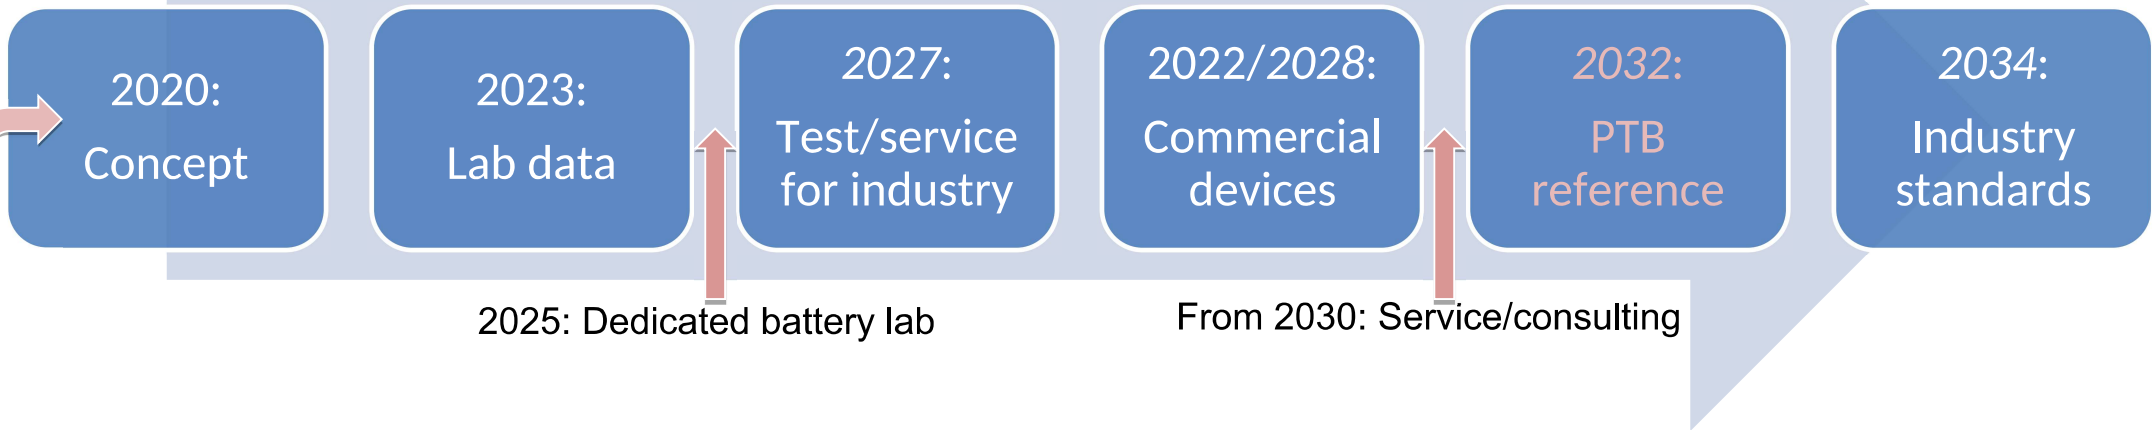 2020:
Concept
2023:
Lab data
2027:
Test/service
for industry
2022/2028:
Commercial
devices
2032:
PTB
reference
2034:
Industry
standards
2025: Dedicated battery lab
From 2030: Service/consulting